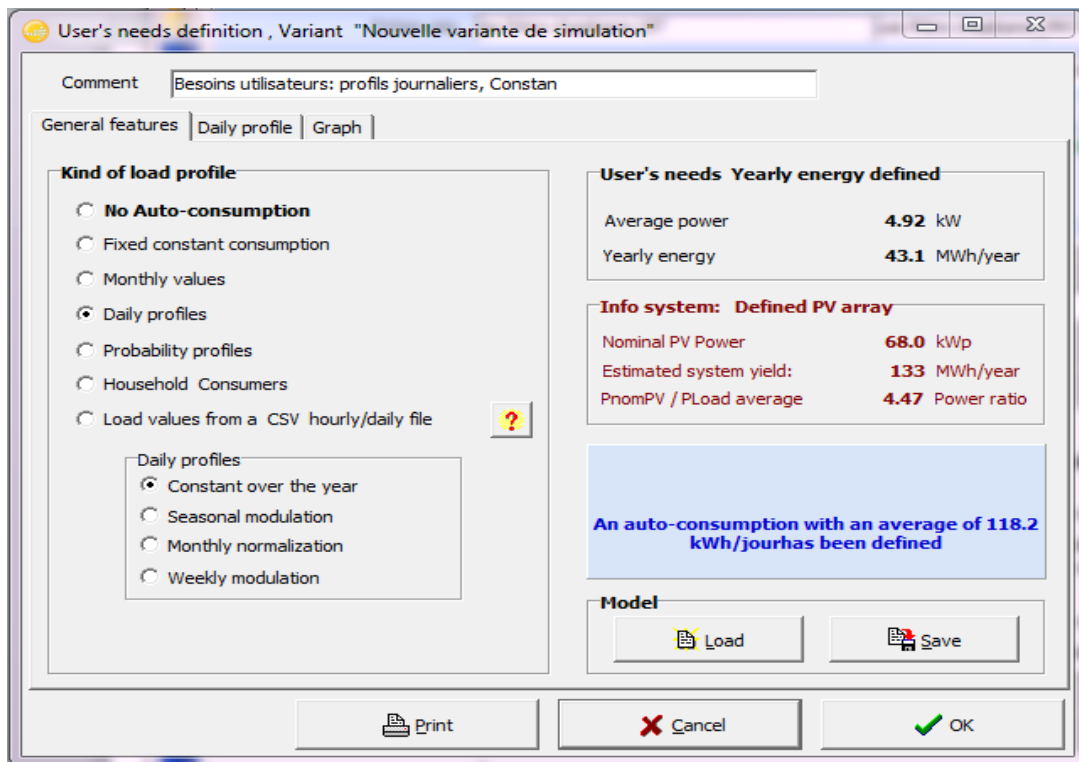 User's needs definition , Variant "Nouvelle variante de simulation"
Comment
Besoins utilisateurs: profils journaliers, Constan
General features
Daily profile
Graph
Kind of load profile
No Auto-consumption
Fixed constant consumption
Monthly values
Daily profiles
Probability profiles
Household Consumers
Load values from a CSV hourly/daily file
?
Daily profiles
Constant over the year
Seasonal modulation
Monthly normalization
Weekly modulation
User's needs Yearly energy defined
Average power 4.92 kW
Yearly energy 43.1 MWh/year
Info system: Defined PV array
Nominal PV Power 68.0 kWp
Estimated system yield: 133 MWh/year
PnomPV / PLoad average 4.47 Power ratio
An auto-consumption with an average of 118.2
kWh/jourhas been defined
Model
Load
Save
Print
Cancel
OK